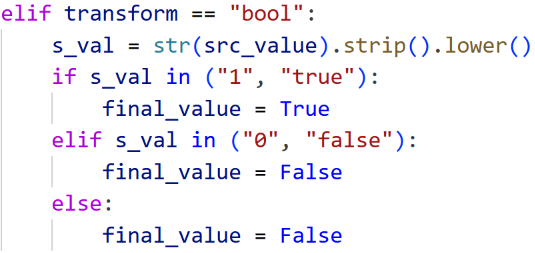 elif transform == "bool":
    s_val = str(src_value).strip().lower()
    if s_val in ("1", "true"):
        final_value = True
    elif s_val in ("0", "false"):
        final_value = False
    else:
        final_value = False